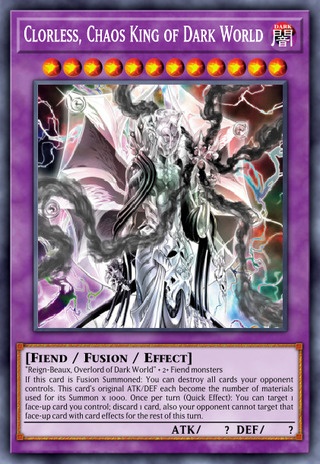 Clorless, Chaos King of Dark World
DARK
闇
[Fiend / Fusion / Effect]
"Reign-Beaux, Overlord of Dark World" + 2+ Fiend monsters
If this card is Fusion Summoned: You can destroy all cards your opponent
controls. This card's original ATK/DEF each become the number of materials
used for its Summon x 1000. Once per turn (Quick Effect): You can target 1
face-up card you control; discard 1 card, also your opponent cannot target that
face-up card with card effects for the rest of this turn.
ATK/ ? DEF/ ?